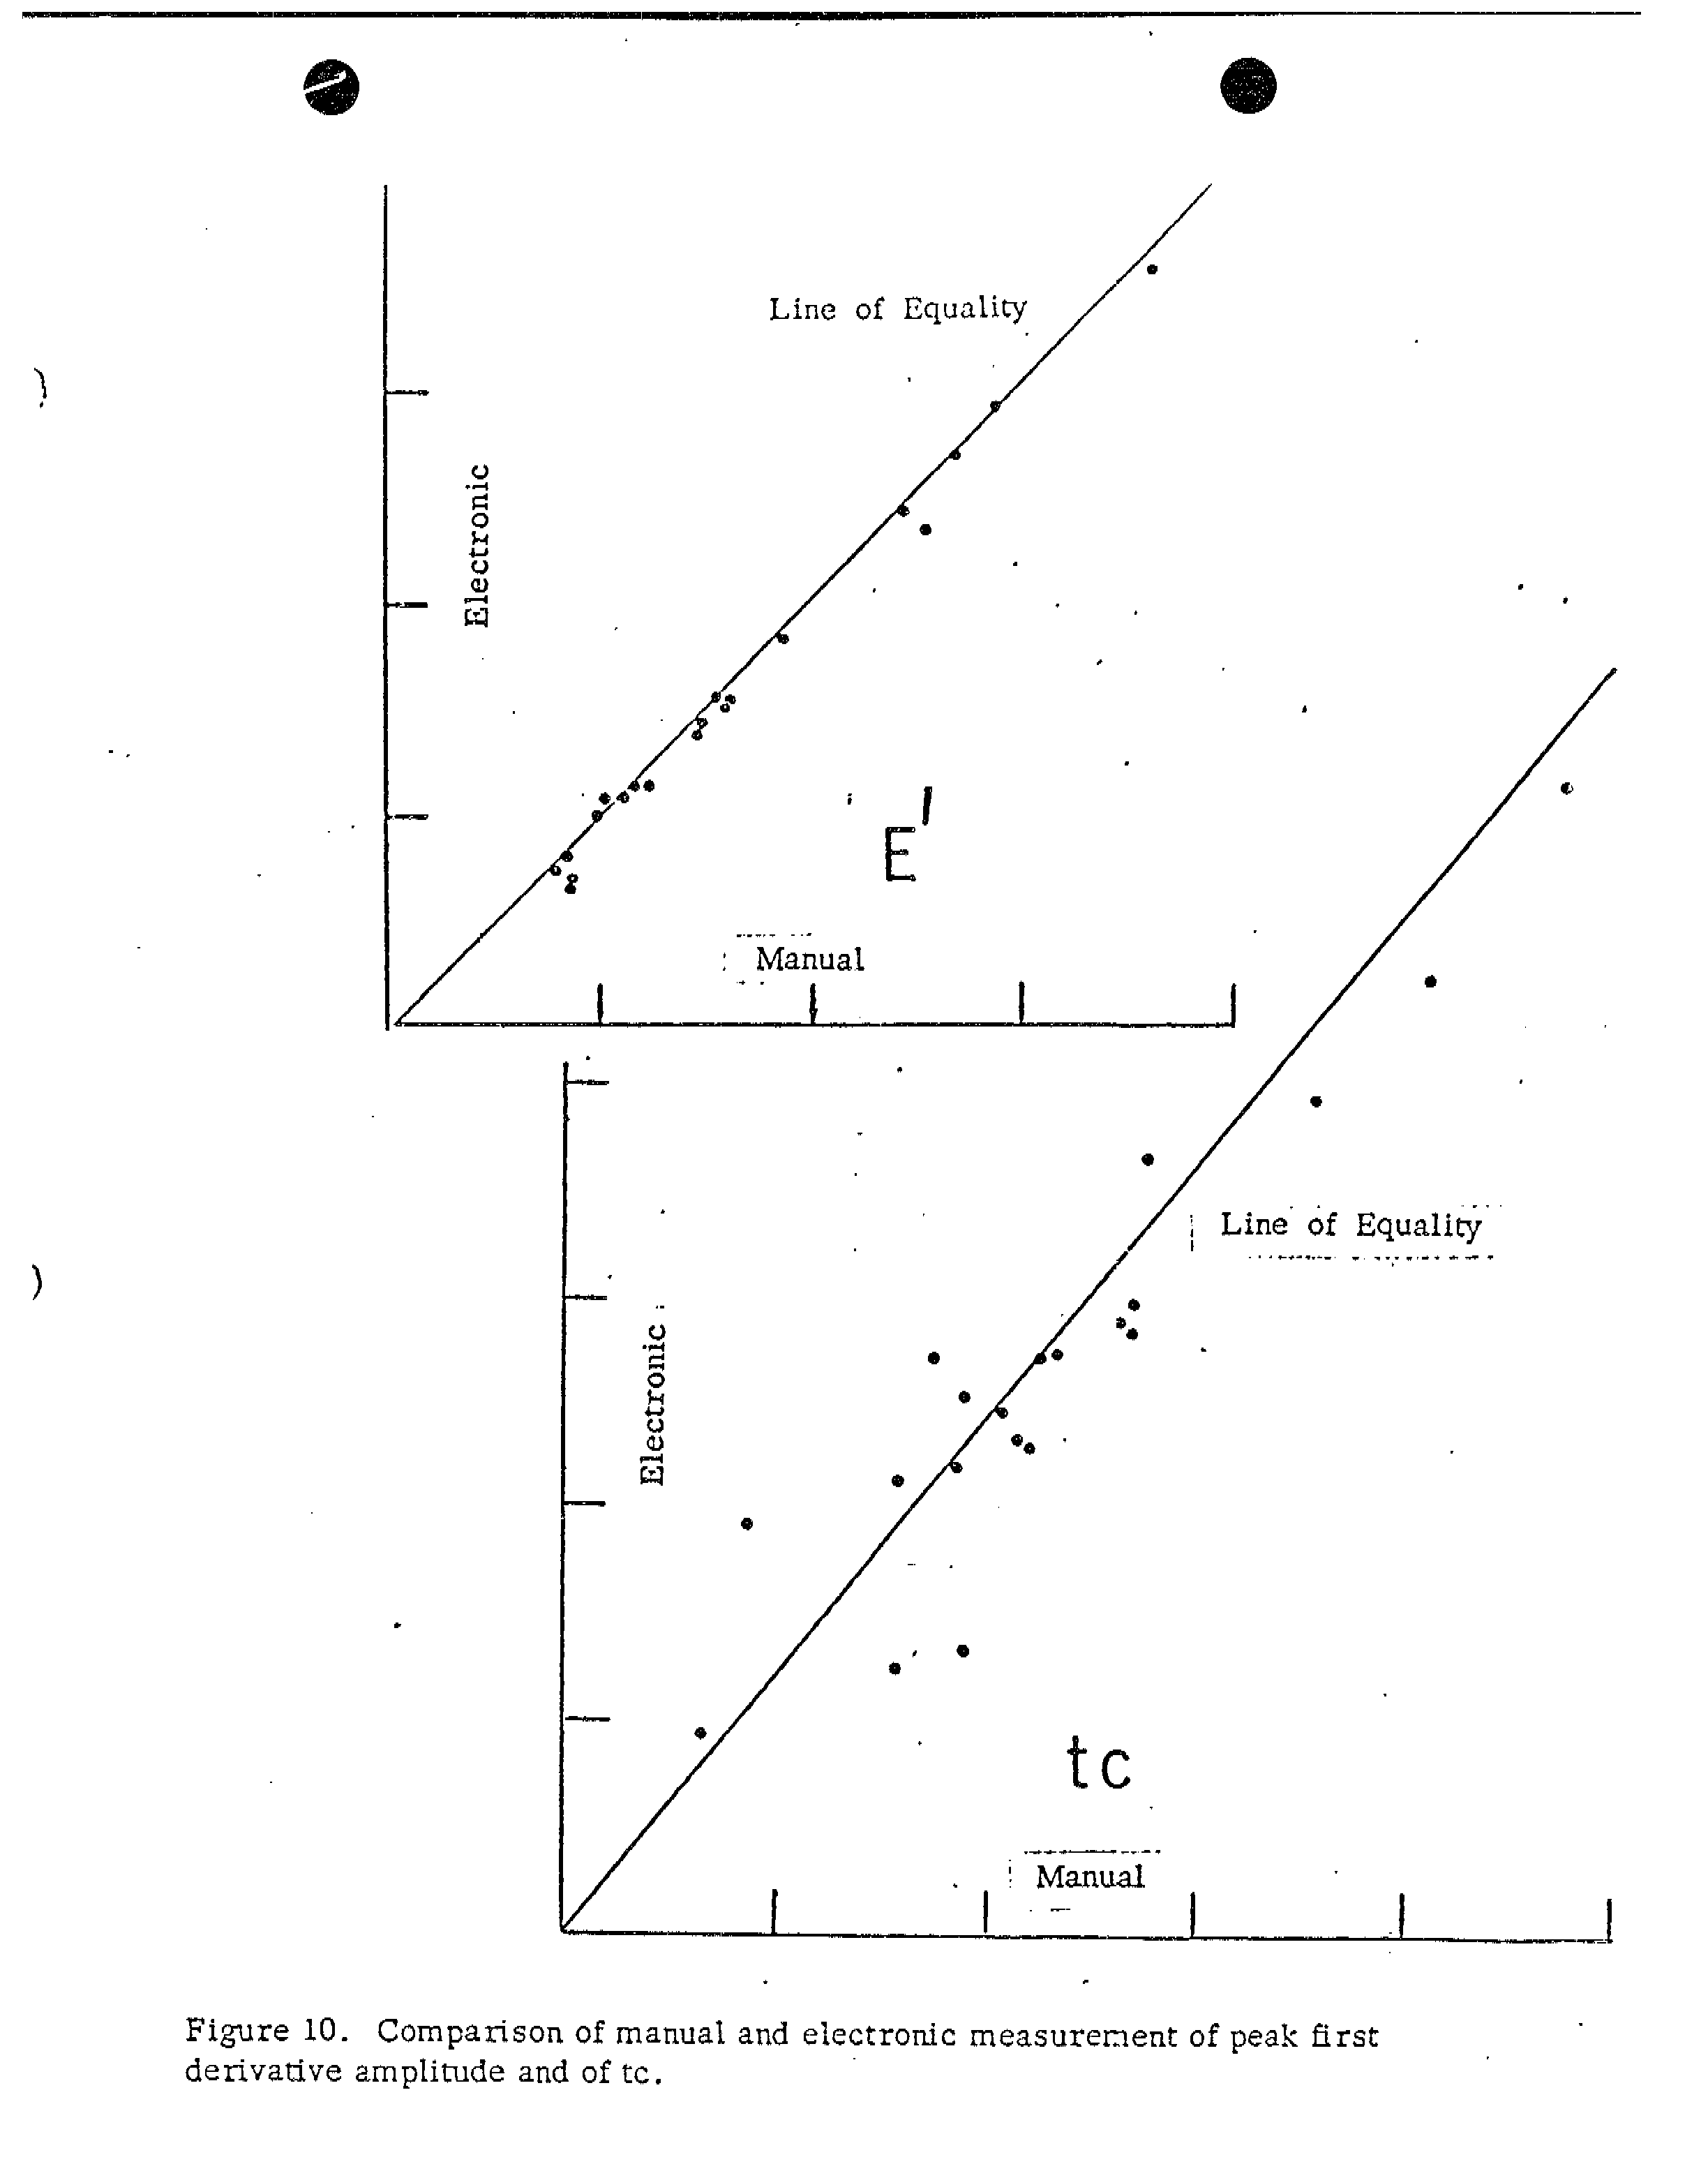 Line of Equality
Electronic
E'
Manual
Line of Equality
Electronic
tc
Manual
Figure 10. Comparison of manual and electronic measurement of peak first
derivative amplitude and of tc.